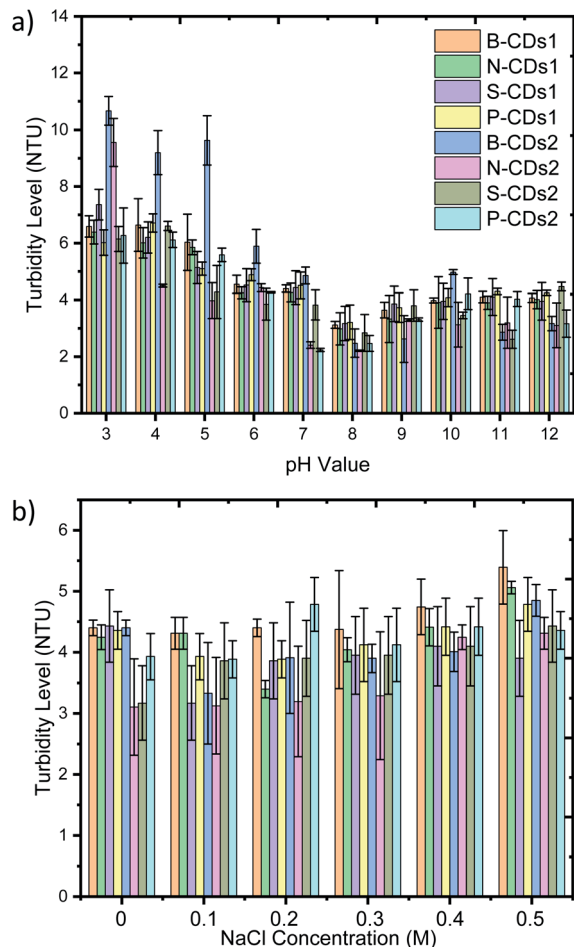 a)
14
12
10
8
6
4
2
0
Turbidity Level (NTU)
B-CDs1
N-CDs1
S-CDs1
P-CDs1
B-CDs2
N-CDs2
S-CDs2
P-CDs2
3 4 5 6 7 8 9 10 11 12
pH Value
b)
6
5
4
3
2
1
0
Turbidity Level (NTU)
0 0.1 0.2 0.3 0.4 0.5
NaCl Concentration (M)